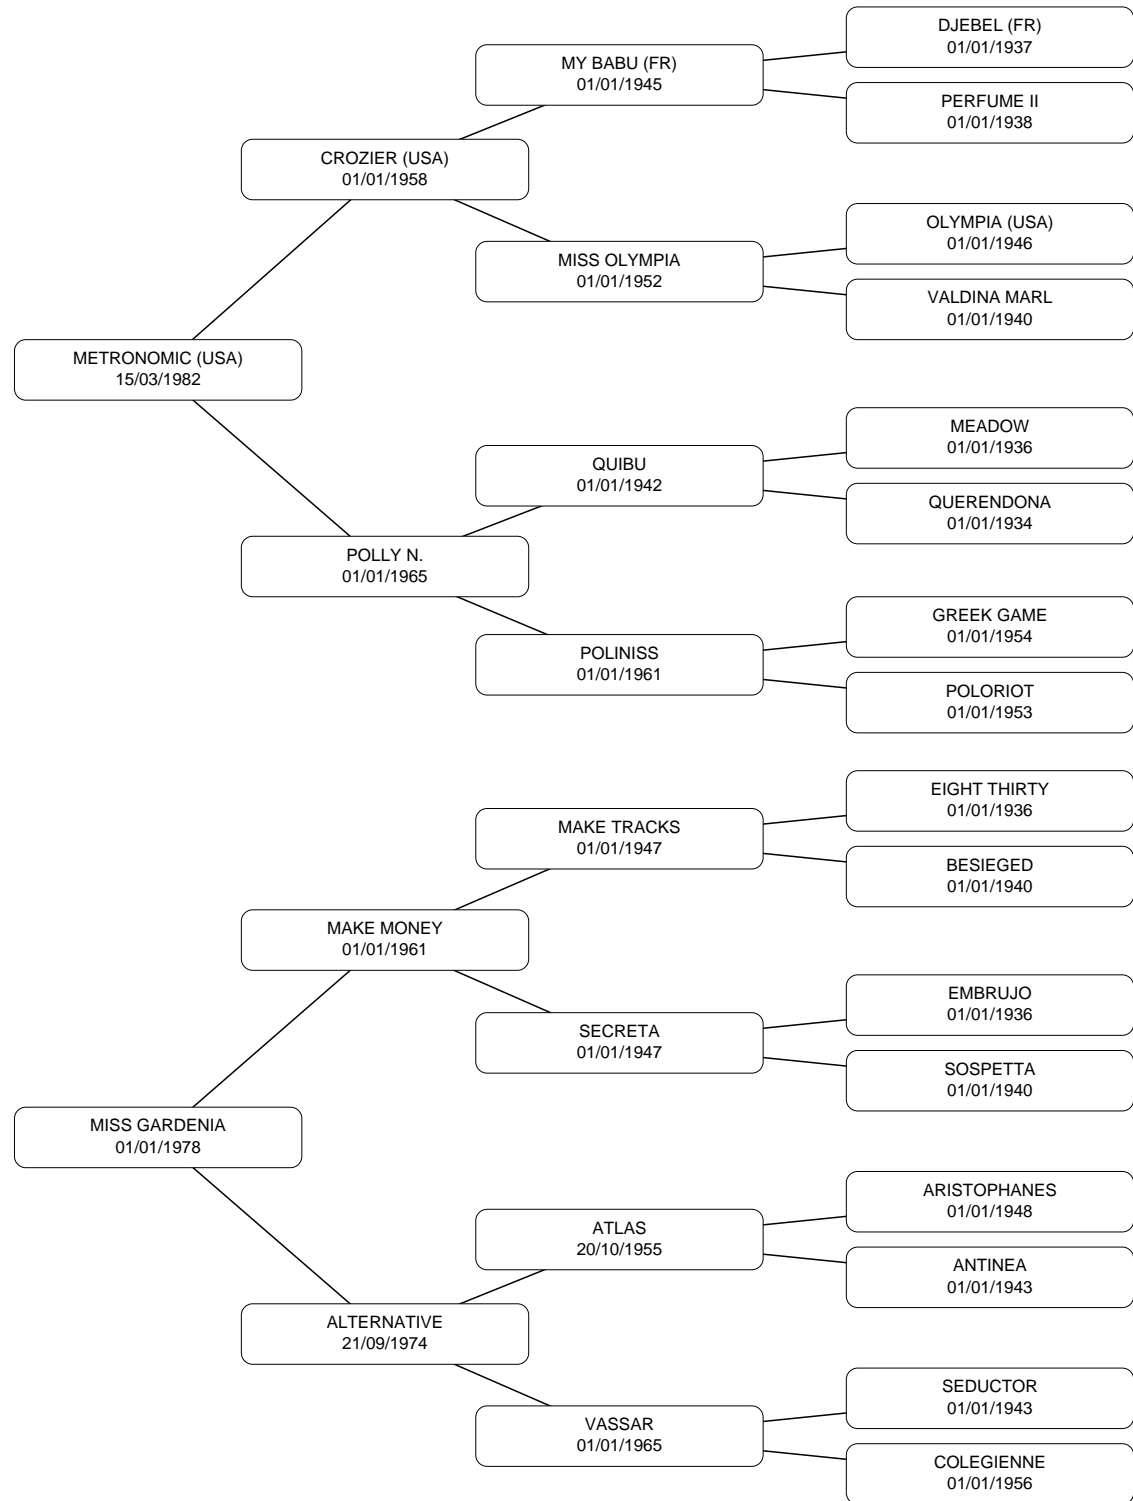 DJEBEL (FR)
01/01/1937
MY BABU (FR)
01/01/1945
PERFUME II
01/01/1938
CROZIER (USA)
01/01/1958
OLYMPIA (USA)
01/01/1946
MISS OLYMPIA
01/01/1952
VALDINA MARL
01/01/1940
METRONOMIC (USA)
15/03/1982
MEADOW
01/01/1936
QUIBU
01/01/1942
QUERENDONA
01/01/1934
POLLY N.
01/01/1965
GREEK GAME
01/01/1954
POLINISS
01/01/1961
POLORIOT
01/01/1953
EIGHT THIRTY
01/01/1936
MAKE TRACKS
01/01/1947
BESIEGED
01/01/1940
MAKE MONEY
01/01/1961
EMBRUJO
01/01/1936
SECRETA
01/01/1947
SOSPETTA
01/01/1940
MISS GARDENIA
01/01/1978
ARISTOPHANES
01/01/1948
ATLAS
20/10/1955
ANTINEA
01/01/1943
ALTERNATIVE
21/09/1974
SEDUCTOR
01/01/1943
VASSAR
01/01/1965
COLEGIENNE
01/01/1956